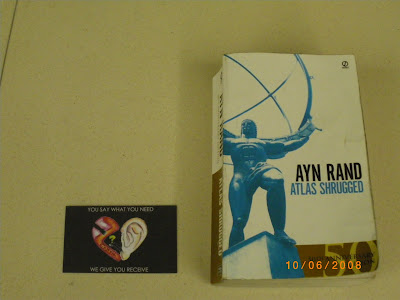 AYN RAND
ATLAS SHRUGGED
YOU SAY WHAT YOU NEED
WE GIVE YOU RECEIVE
50
10/06/2008